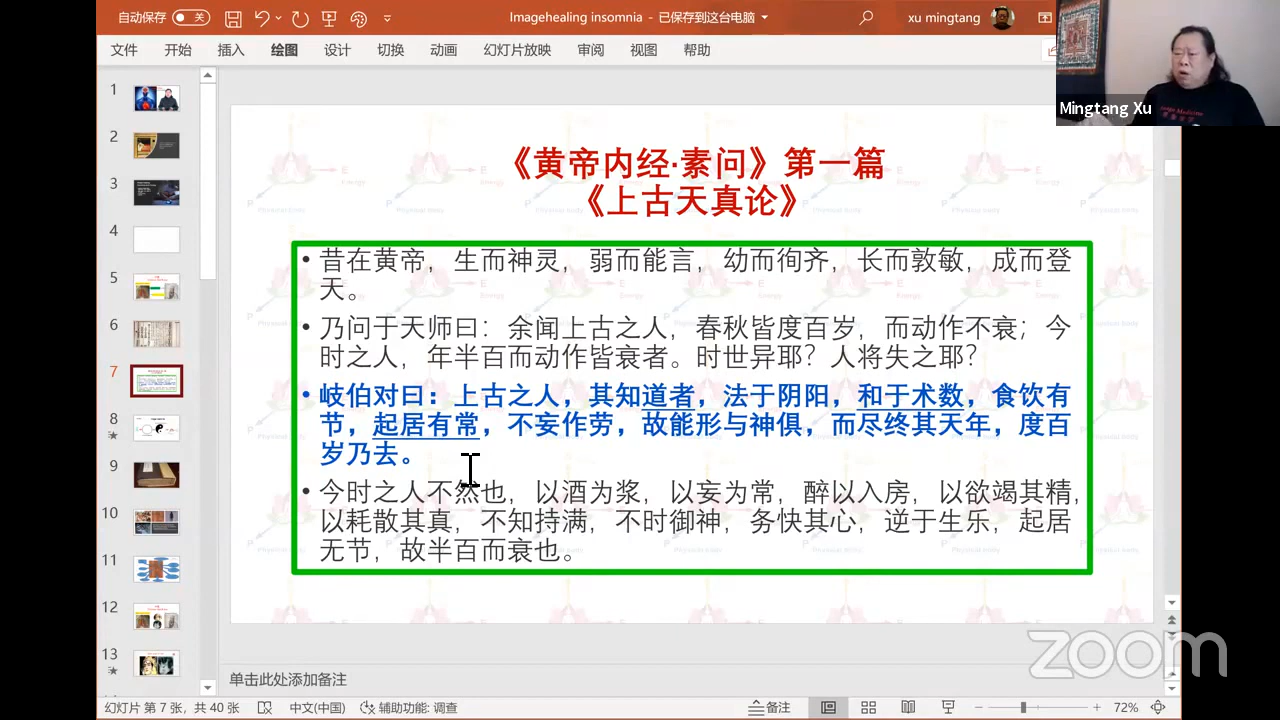 自动保存 关
Imagehealing insomnia - 已保存到这台电脑
xu mingtang
文件 开始 插入 绘图 设计 切换 动画 幻灯片放映 审阅 视图 帮助
Mingtang Xu
1
2
3
4
5
6
7
8
9
10
11
12
13
《黄帝内经·素问》第一篇
《上古天真论》
• 昔在黄帝，生而神灵，弱而能言，幼而徇齐，长而敦敏，成而登
天。
• 乃问于天师曰：余闻上古之人，春秋皆度百岁，而动作不衰；今
时之人，年半百而动作皆衰者。时世异耶？人将失之耶？
• 岐伯对曰：上古之人，其知道者，法于阴阳，和于术数，食饮有
节，起居有常，不妄作劳，故能形与神俱，而尽终其天年，度百
岁乃去。
• 今时之人不然也，以酒为浆，以妄为常，醉以入房，以欲竭其精，
以耗散其真，不知持满，不时御神，务快其心，逆于生乐，起居
无节，故半百而衰也。
zoom
单击此处添加备注
幻灯片 第 7 张，共 40 张 中文(中国) 辅助功能: 调查 备注 72%